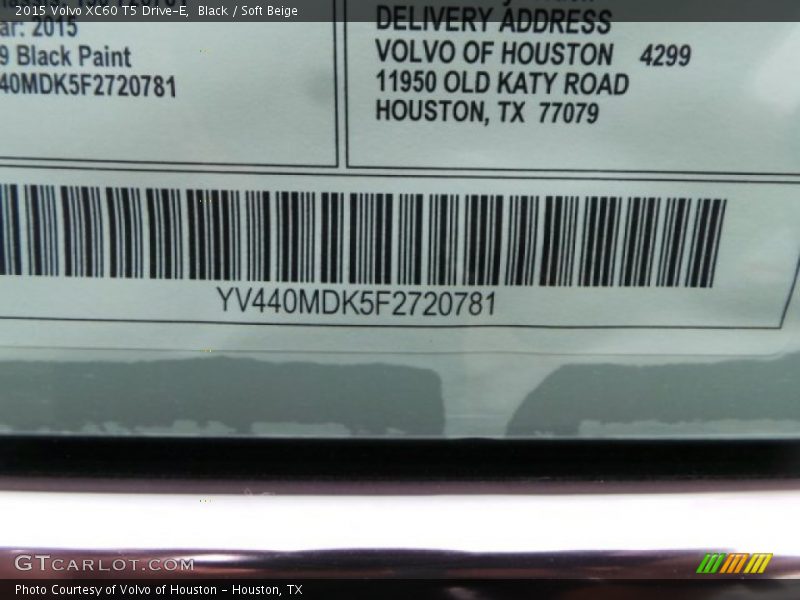 2015 Volvo XC60 T5 Drive-E, Black / Soft Beige
ar: 2015
9 Black Paint
40MDK5F2720781
DELIVERY ADDRESS
VOLVO OF HOUSTON 4299
11950 OLD KATY ROAD
HOUSTON, TX 77079
YV440MDK5F2720781
GTCARLOT.COM
Photo Courtesy of Volvo of Houston - Houston, TX